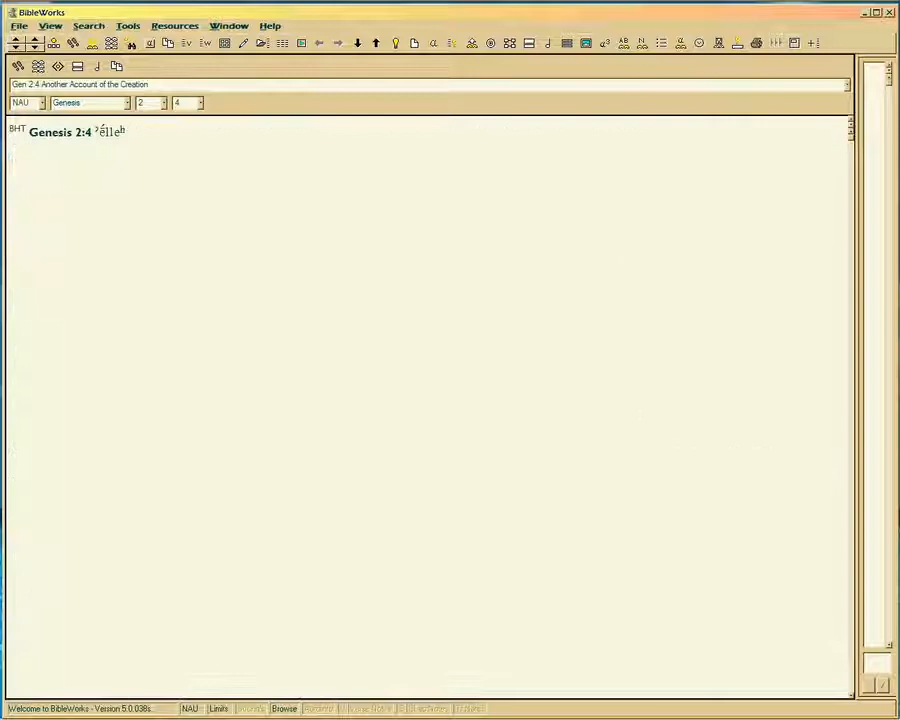 BibleWorks
File View Search Tools Resources Window Help
Gen 2:4 Another Account of the Creation
NAU Genesis 2 4
BHT Genesis 2:4 ʾēºlleʰ
Welcome to BibleWorks - Version 5.0.038s. NAU Limits Browse